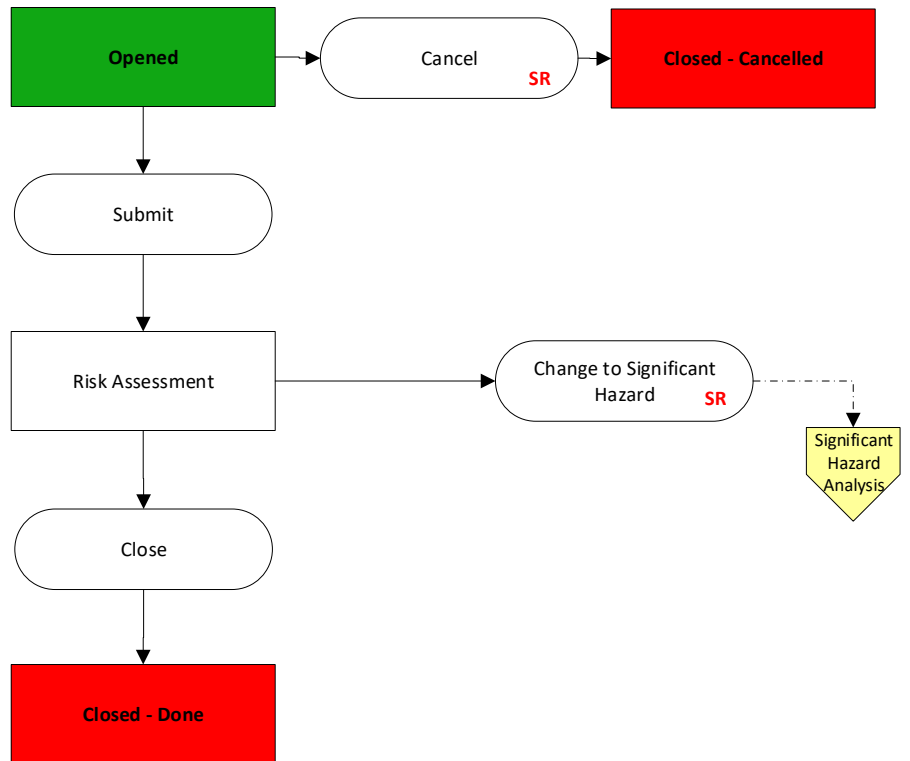 Opened
Cancel
SR
Closed - Cancelled
Submit
Risk Assessment
Change to Significant
Hazard
SR
Significant
Hazard
Analysis
Close
Closed - Done